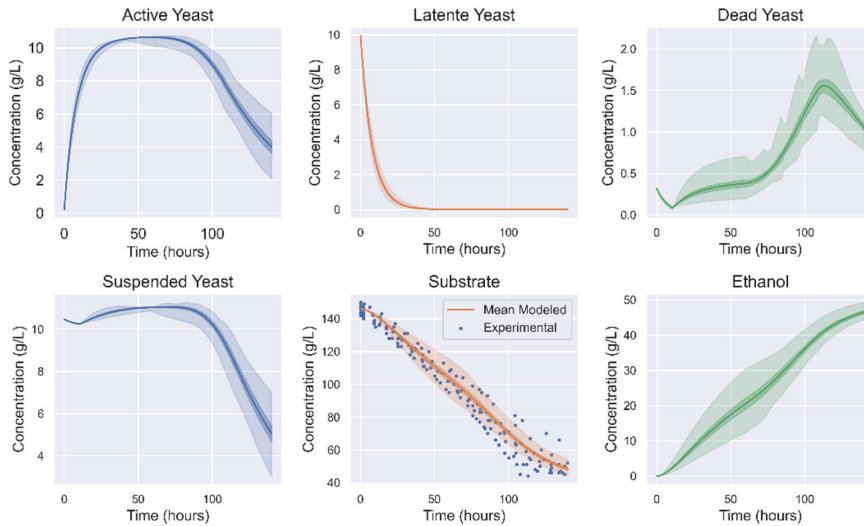 Active Yeast
Concentration (g/L)
10
8
6
4
2
0
0
50
100
Time (hours)
Latente Yeast
Concentration (g/L)
10
8
6
4
2
0
0
50
100
Time (hours)
Dead Yeast
Concentration (g/L)
2.0
1.5
1.0
0.5
0.0
0
100
Time (hours)
Suspended Yeast
Concentration (g/L)
10
8
6
4
0
50
100
Time (hours)
Substrate
Concentration (g/L)
140
120
100
80
60
40
0
50
100
Time (hours)
Mean Modeled
Experimental
Ethanol
Concentration (g/L)
50
40
30
20
10
0
0
100
Time (hours)